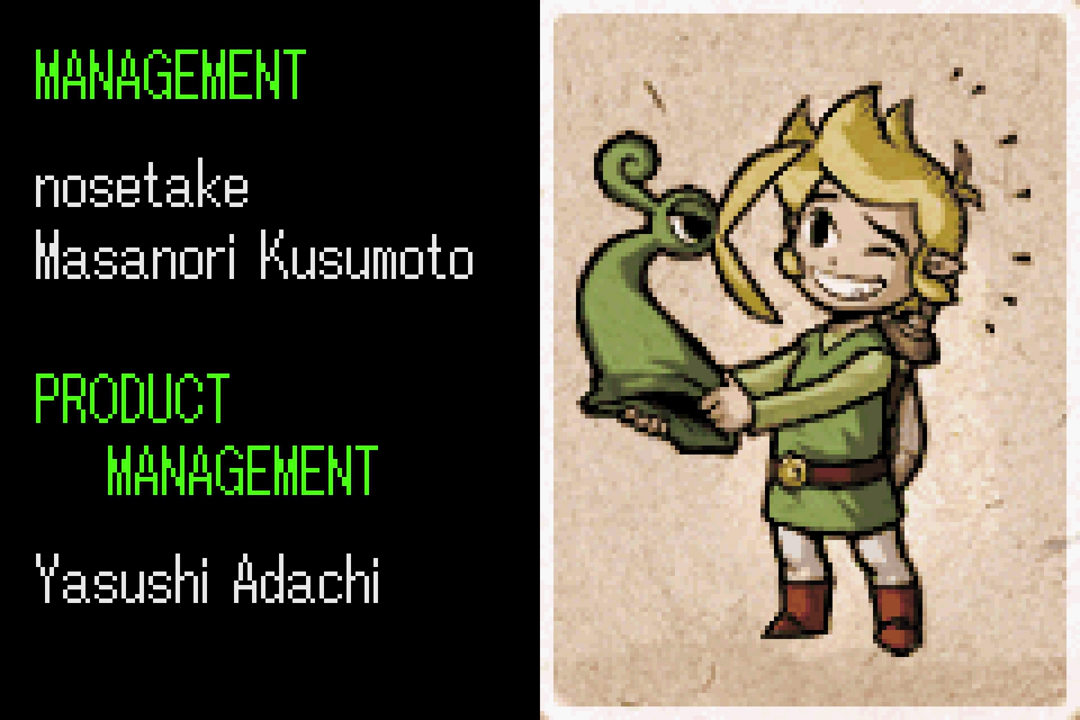 MANAGEMENT
nosetake
Masanori Kusumoto
PRODUCT
MANAGEMENT
Yasushi Adachi